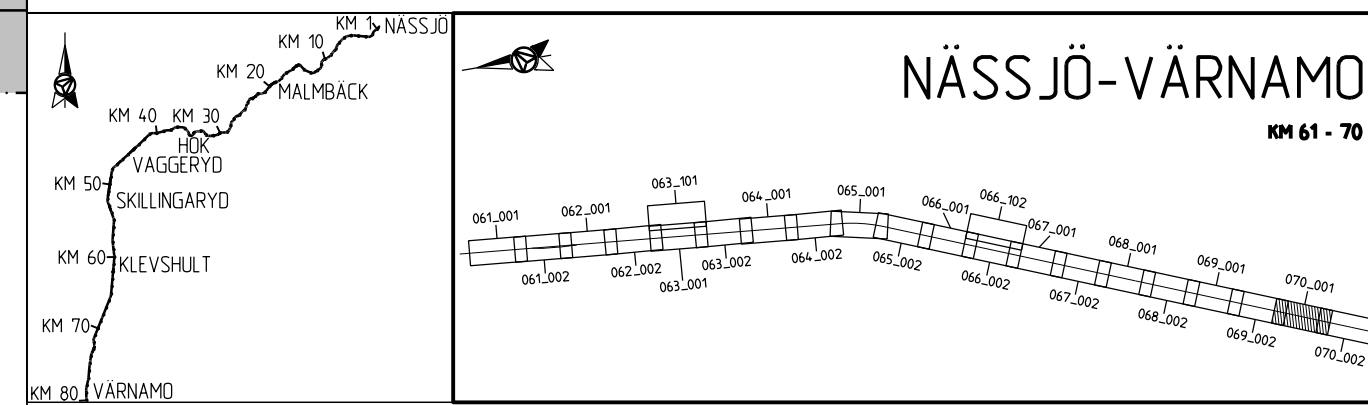 KM 1
NÄSSJÖ
KM 10
KM 20
MALMBÄCK
KM 40
KM 30
HOK
VAGGERYD
KM 50
SKILLINGARYD
KM 60
KLEVSHULT
KM 70
KM 80
VÄRNAMO
NÄSSJÖ-VÄRNAMO
KM 61 - 70
061_001
062_001
063_101
064_001
065_001
066_001
066_102
067_001
068_001
069_001
070_001
061_002
062_002
063_001
063_002
064_002
065_002
066_002
067_002
068_002
069_002
070_002